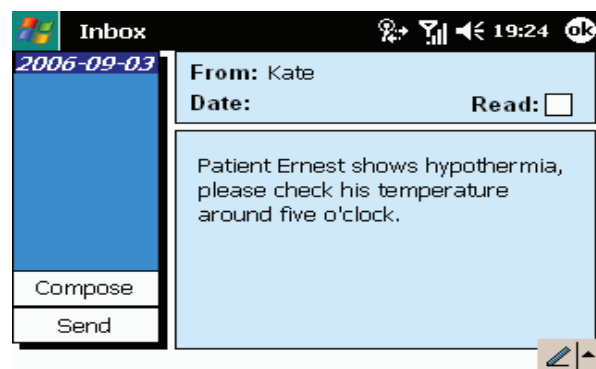 Inbox
19:24
ok
2006-09-03
From: Kate
Date:
Read:
Patient Ernest shows hypothermia,
please check his temperature
around five o'clock.
Compose
Send